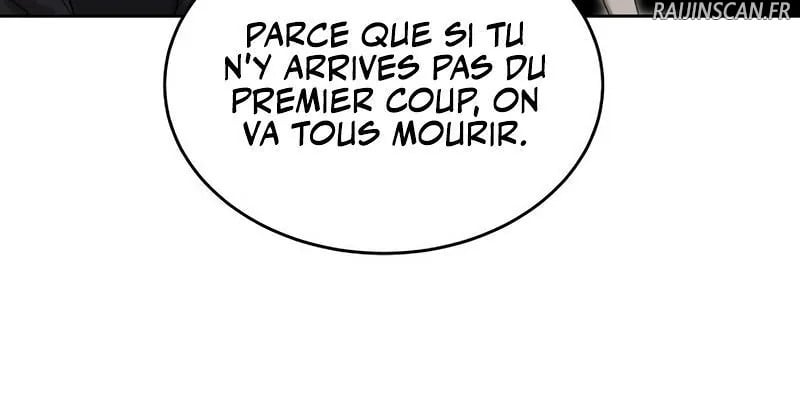 RAIJINSCAN.FR
PARCE QUE SI TU
N'Y ARRIVES PAS DU
PREMIER COUP, ON
VA TOUS MOURIR.